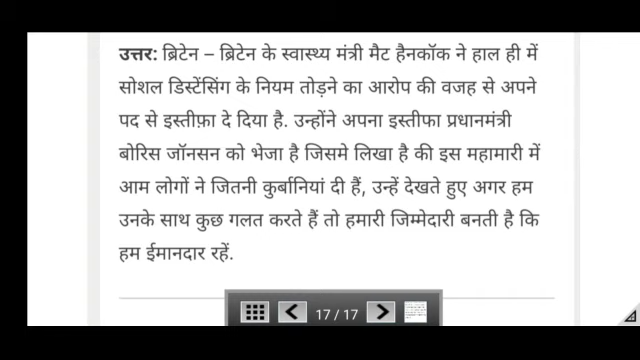 उत्तर: ब्रिटेन – ब्रिटेन के स्वास्थ्य मंत्री मैट हैनकॉक ने हाल ही में
सोशल डिस्टेंसिंग के नियम तोड़ने का आरोप की वजह से अपने
पद से इस्तीफ़ा दे दिया है. उन्होंने अपना इस्तीफा प्रधानमंत्री
बोरिस जॉनसन को भेजा है जिसमे लिखा है की इस महामारी में
आम लोगों ने जितनी कुर्बानियां दी हैं, उन्हें देखते हुए अगर हम
उनके साथ कुछ गलत करते हैं तो हमारी जिम्मेदारी बनती है कि
हम ईमानदार रहें.
17 / 17